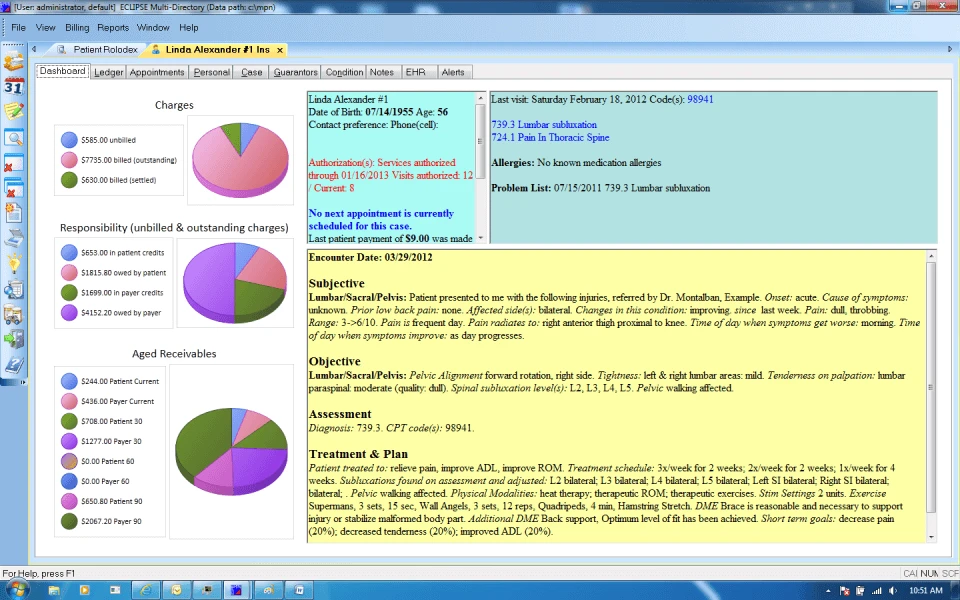 [User: administrator, default] ECLIPSE Multi-Directory (Data path: c:\mpn)
File View Billing Reports Window Help
Patient Rolodex Linda Alexander #1 Ins
Dashboard Ledger Appointments Personal Case Guarantors Condition Notes EHR Alerts
31
Charges
$585.00 unbilled
$7735.00 billed (outstanding)
$630.00 billed (settled)
Responsibility (unbilled & outstanding charges)
$653.00 in patient credits
$1815.80 owed by patient
$1699.00 in payer credits
$4152.20 owed by payer
Aged Receivables
$244.00 Patient Current
$436.00 Payer Current
$708.00 Patient 30
$1277.00 Payer 30
$0.00 Patient 60
$0.00 Payer 60
$650.80 Patient 90
$2067.20 Payer 90
Linda Alexander #1
Date of Birth: 07/14/1955 Age: 56
Contact preference: Phone(cell):
Authorization(s): Services authorized
through 01/16/2013 Visits authorized: 12
/ Current: 8
No next appointment is currently
scheduled for this case.
Last patient payment of $9.00 was made
Last visit: Saturday February 18, 2012 Code(s): 98941
739.3 Lumbar subluxation
724.1 Pain In Thoracic Spine
Allergies: No known medication allergies
Problem List: 07/15/2011 739.3 Lumbar subluxation
Encounter Date: 03/29/2012
Subjective
Lumbar/Sacral/Pelvis: Patient presented to me with the following injuries, referred by Dr. Montalban, Example. Onset: acute. Cause of symptoms:
unknown. Prior low back pain: none. Affected side(s): bilateral. Changes in this condition: improving, since last week. Pain: dull, throbbing.
Range: 3->6/10. Pain is frequent day. Pain radiates to: right anterior thigh proximal to knee. Time of day when symptoms get worse: morning. Time
of day when symptoms improve: as day progresses.
Objective
Lumbar/Sacral/Pelvis: Pelvic Alignment forward rotation, right side. Tightness: left & right lumbar areas: mild. Tenderness on palpation: lumbar
paraspinal: moderate (quality: dull). Spinal subluxation level(s): L2, L3, L4, L5. Pelvic walking affected.
Assessment
Diagnosis: 739.3. CPT code(s): 98941.
Treatment & Plan
Patient treated to: relieve pain, improve ADL, improve ROM. Treatment schedule: 3x/week for 2 weeks; 2x/week for 2 weeks; 1x/week for 4
weeks. Subluxations found on assessment and adjusted: L2 bilateral; L3 bilateral; L4 bilateral; L5 bilateral; Left SI bilateral; Right SI bilateral;
bilateral; . Pelvic walking affected. Physical Modalities: heat therapy; therapeutic ROM; therapeutic exercises. Stim Settings 2 units. Exercise
Supermans, 3 sets, 15 sec, Wall Angels, 3 sets, 12 reps, Quadripeds, 4 min, Hamstring Stretch. DME Brace is reasonable and necessary to support
injury or stabilize malformed body part. Additional DME Back support, Optimum level of fit has been achieved. Short term goals: decrease pain
(20%); decreased tenderness (20%); improved ADL (20%).
For Help, press F1
CAI NUM SCF
10:51 AM